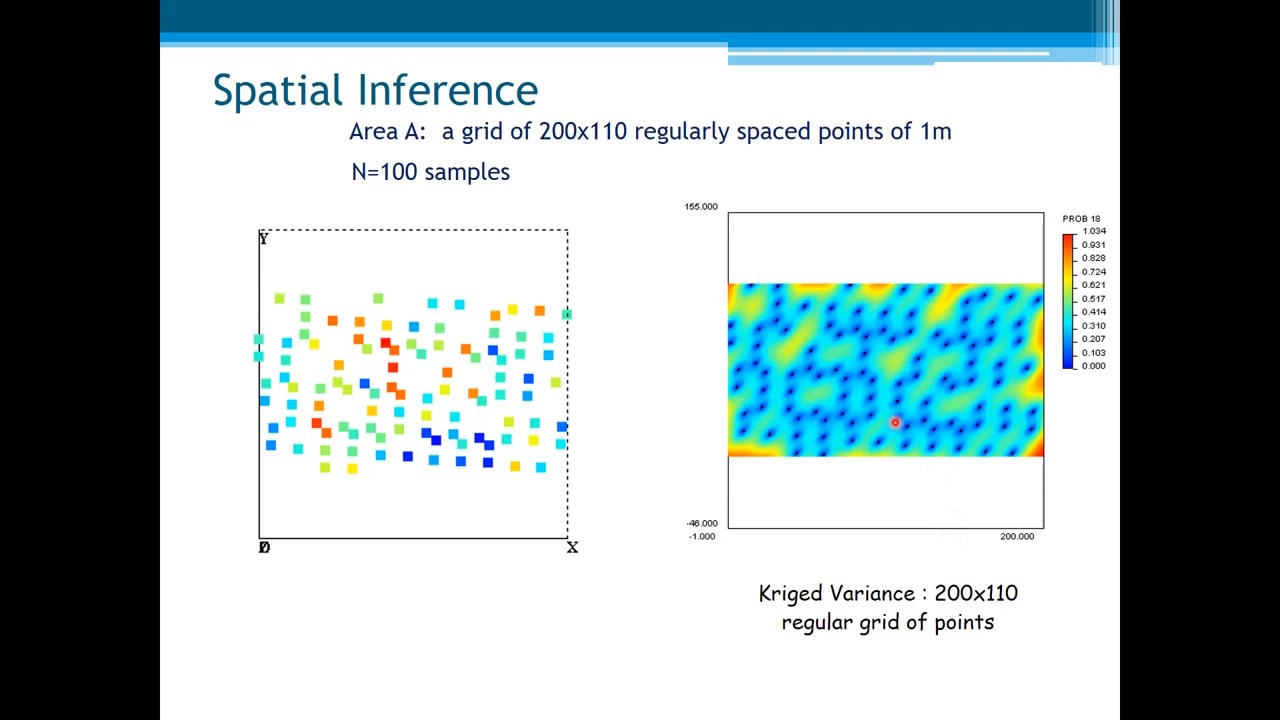 Spatial Inference
Area A: a grid of 200x110 regularly spaced points of 1m
N=100 samples
Y
X
155.000
-46.000
-1.000
200.000
PROB 18
1.034
0.931
0.828
0.724
0.621
0.517
0.414
0.310
0.207
0.103
0.000
Kriged Variance : 200x110
regular grid of points